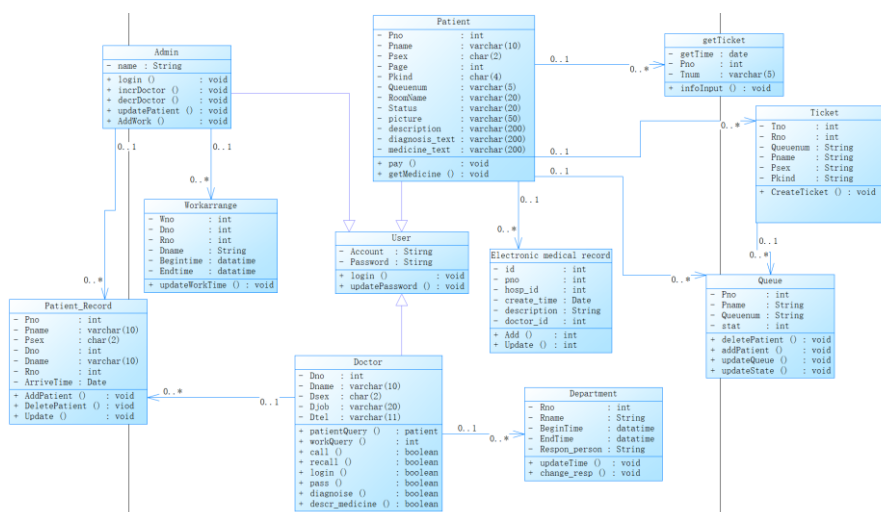 Patient
- Pno : int
- Pname : varchar(10)
- Psex : char(2)
- Page : int
- Pkind : char(4)
- Queuenum : varchar(5)
- RoomName : varchar(20)
- Status : varchar(20)
- picture : varchar(50)
- description : varchar(200)
- diagnosis_text : varchar(200)
- medicine_text : varchar(200)
+ pay () : void
+ getMedicine () : void
getTicket
- getTime : date
- Pno : int
- Tnum : varchar(5)
+ infoInput () : void
Admin
- name : String
+ login () : void
+ incrDoctor () : void
+ decrDoctor () : void
+ updatePatient () : void
+ AddWork () : void
Ticket
- Tno : int
- Rno : int
- Queuenum : String
- Pname : String
- Psex : String
- Pkind : String
+ CreateTicket () : void
Workarrange
- Wno : int
- Dno : int
- Rno : int
- Dname : String
- Begintime : datatime
- Endtime : datatime
+ updateWorkTime () : void
User
- Account : Stirng
- Password : Stirng
+ login () : void
+ updatePassword () : void
Electronic medical record
- id : int
- pno : int
- hosp_id : int
- create_time : Date
- description : String
- doctor_id : int
+ Add () : int
+ Update () : int
Queue
- Pno : int
- Pname : String
- Queuenum : String
- stat : int
+ deletePatient () : void
+ addPatient () : void
+ updateQueue () : void
+ updateState () : void
Patient_Record
- Pno : int
- Pname : varchar(10)
- Psex : char(2)
- Dno : int
- Dname : varchar(10)
- Rno : int
- ArriveTime : Date
+ AddPatient () : void
+ DeletePatient () : viod
+ Update () : void
Doctor
- Dno : int
- Dname : varchar(10)
- Dsex : char(2)
- Djob : varchar(20)
- Dtel : varchar(11)
+ patientQuery () : patient
+ workQuery () : int
+ call () : boolean
+ recall () : boolean
+ login () : boolean
+ pass () : boolean
+ diagnoise () : boolean
+ descr_medicine () : boolean
Department
- Rno : int
- Rname : String
- BeginTime : datatime
- EndTime : datatime
- Respon_person : String
+ updateTime () : void
+ change_resp () : void
0..1
0..*
0..1
0..*
0..1
0..*
0..1
0..*
0..1
0..*
0..1
0..*
0..1
0..*
0..1
0..*
0..1
0..*